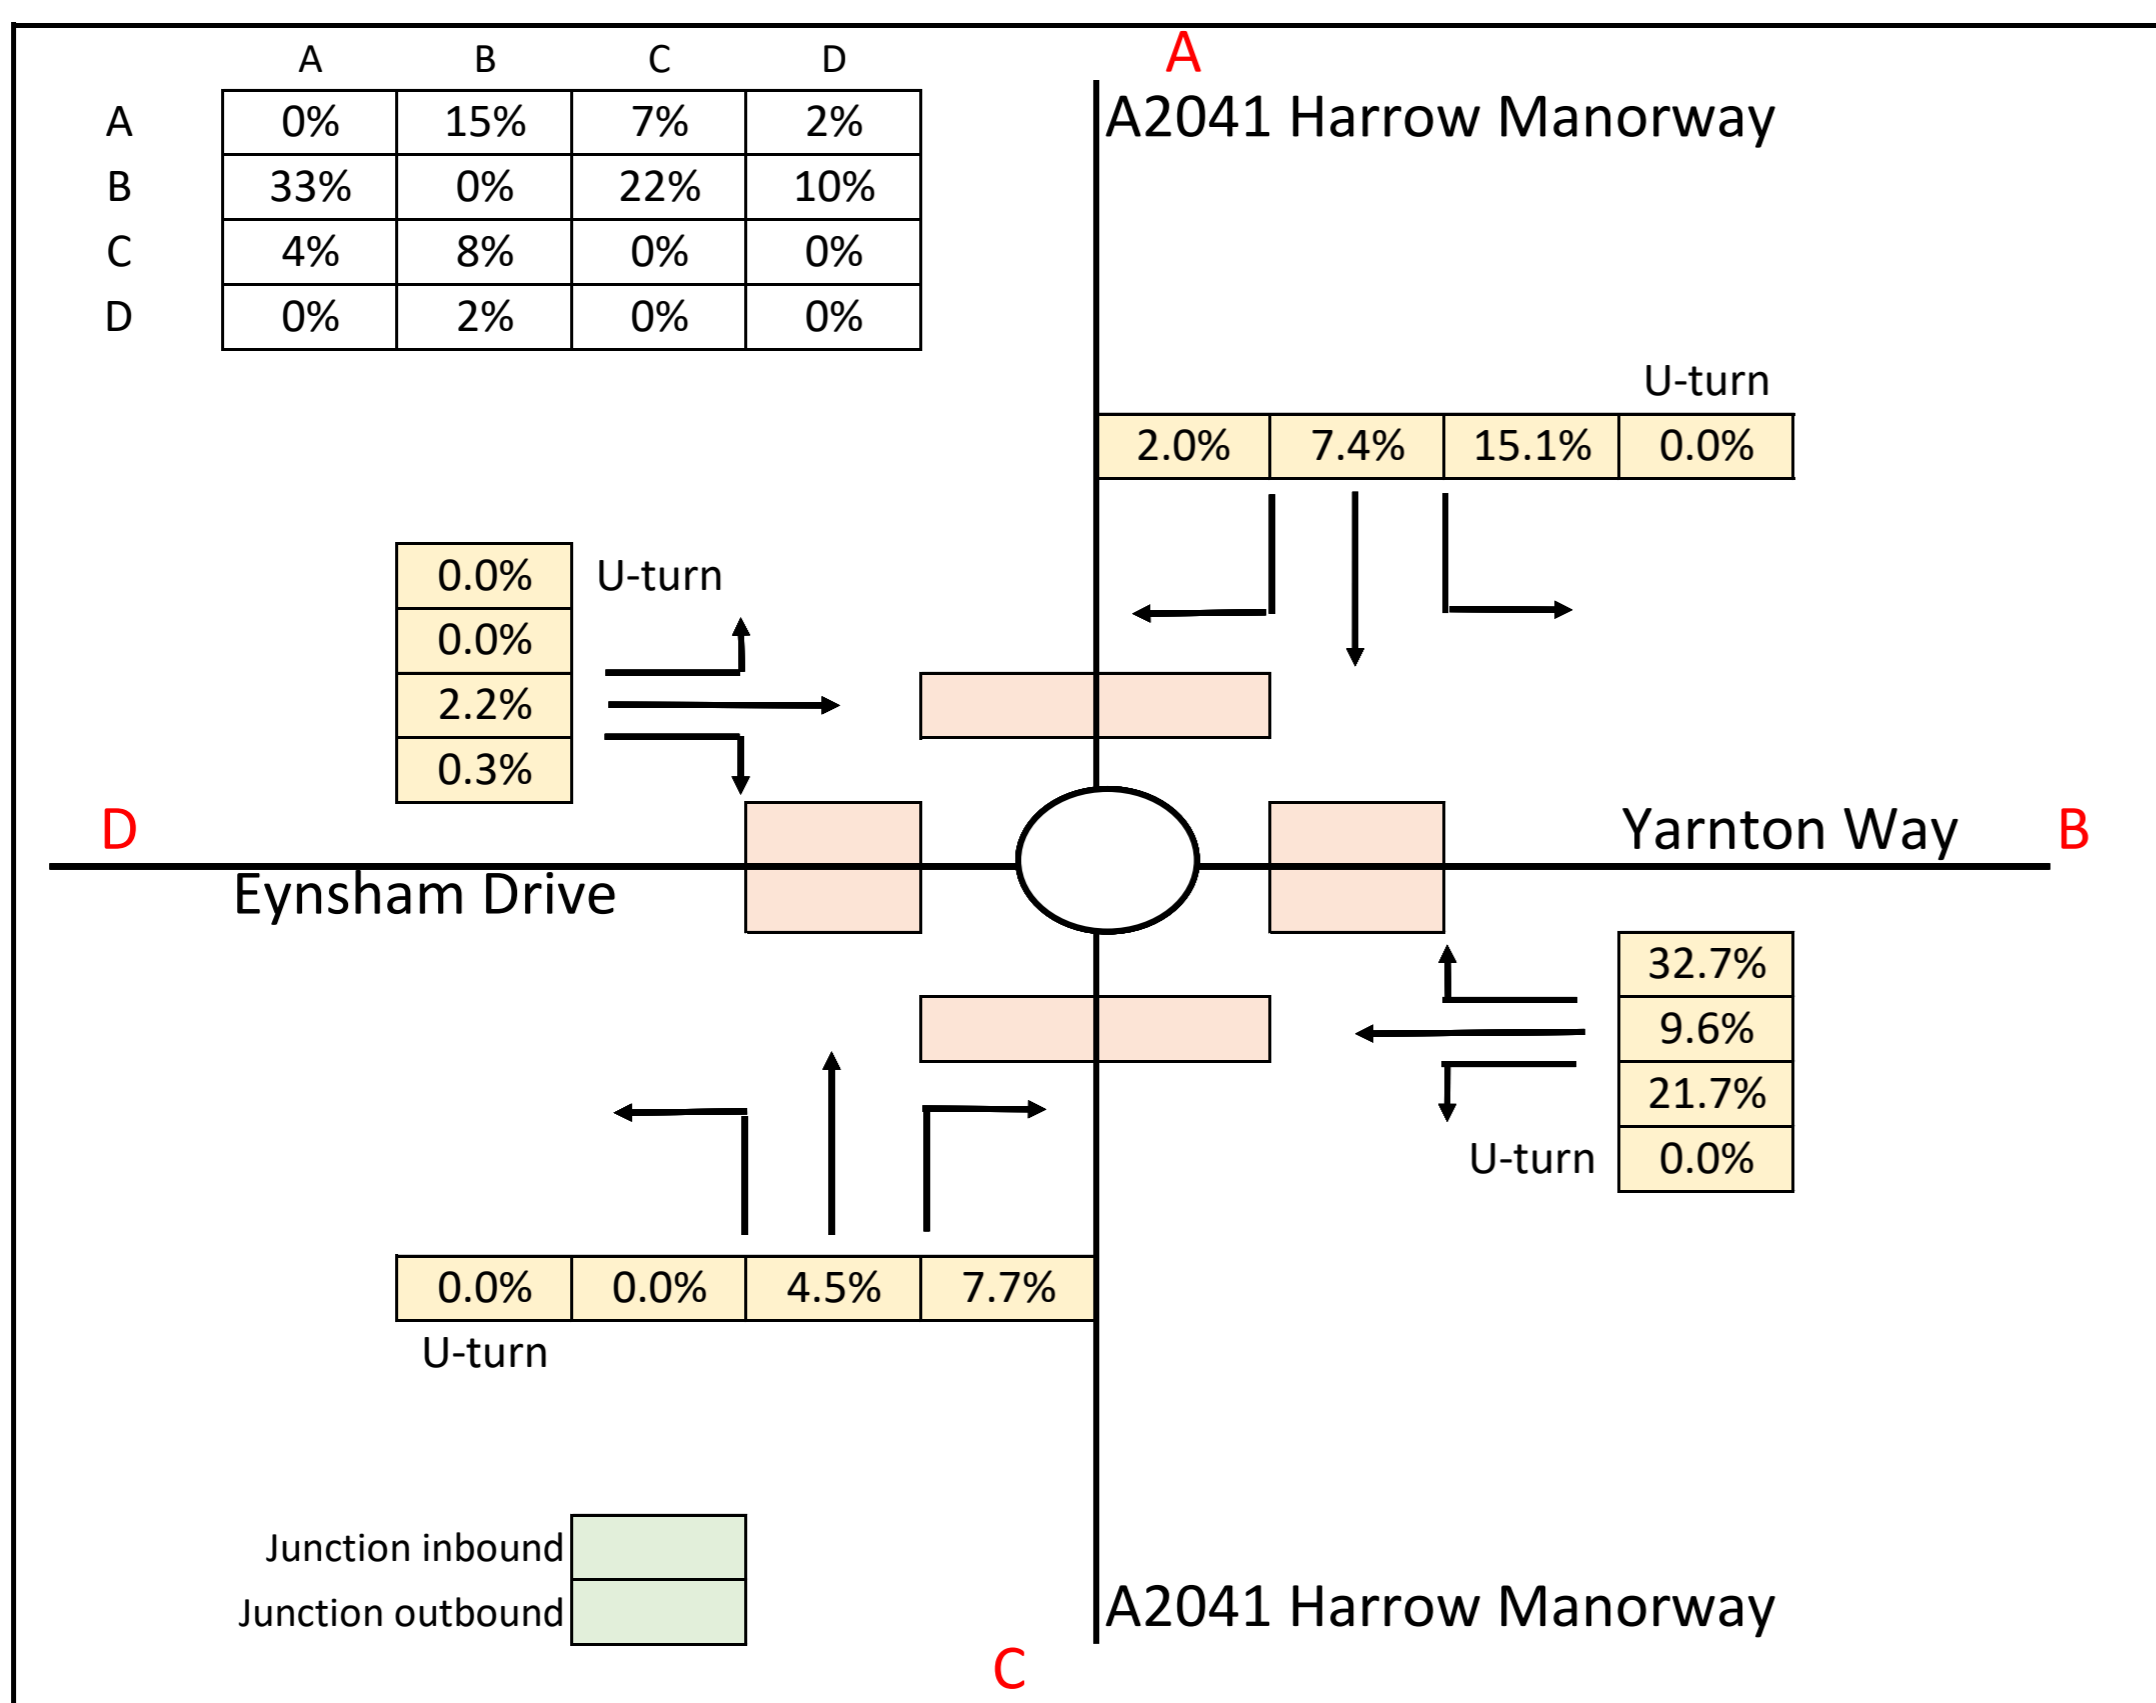 A B C D
A
A 0% 15% 7% 2%
A2041 Harrow Manorway
B 33% 0% 22% 10%
C 4% 8% 0% 0%
D 0% 2% 0% 0%
U-turn
2.0% 7.4% 15.1% 0.0%
0.0% U-turn
0.0%
2.2%
0.3%
D
Yarnton Way B
Eynsham Drive
32.7%
9.6%
21.7%
U-turn 0.0%
0.0% 0.0% 4.5% 7.7%
U-turn
Junction inbound
Junction outbound
A2041 Harrow Manorway
C